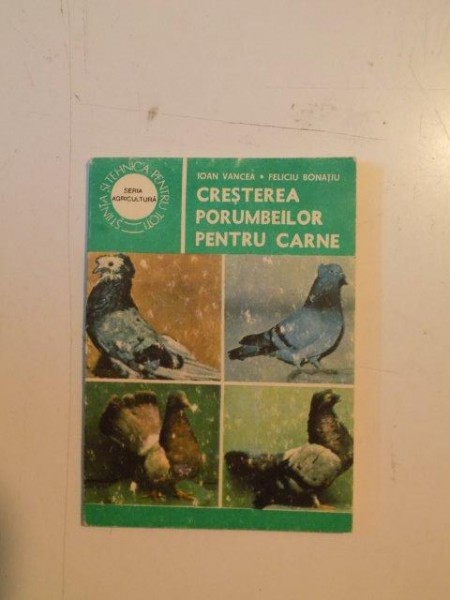 IOAN VANCEA • FELICIU BONAȚIU
CREȘTEREA
PORUMBEILOR
PENTRU CARNE
ȘTIINȚA ȘI TEHNICA PENTRU TOȚI
SERIA
AGRICULTURĂ